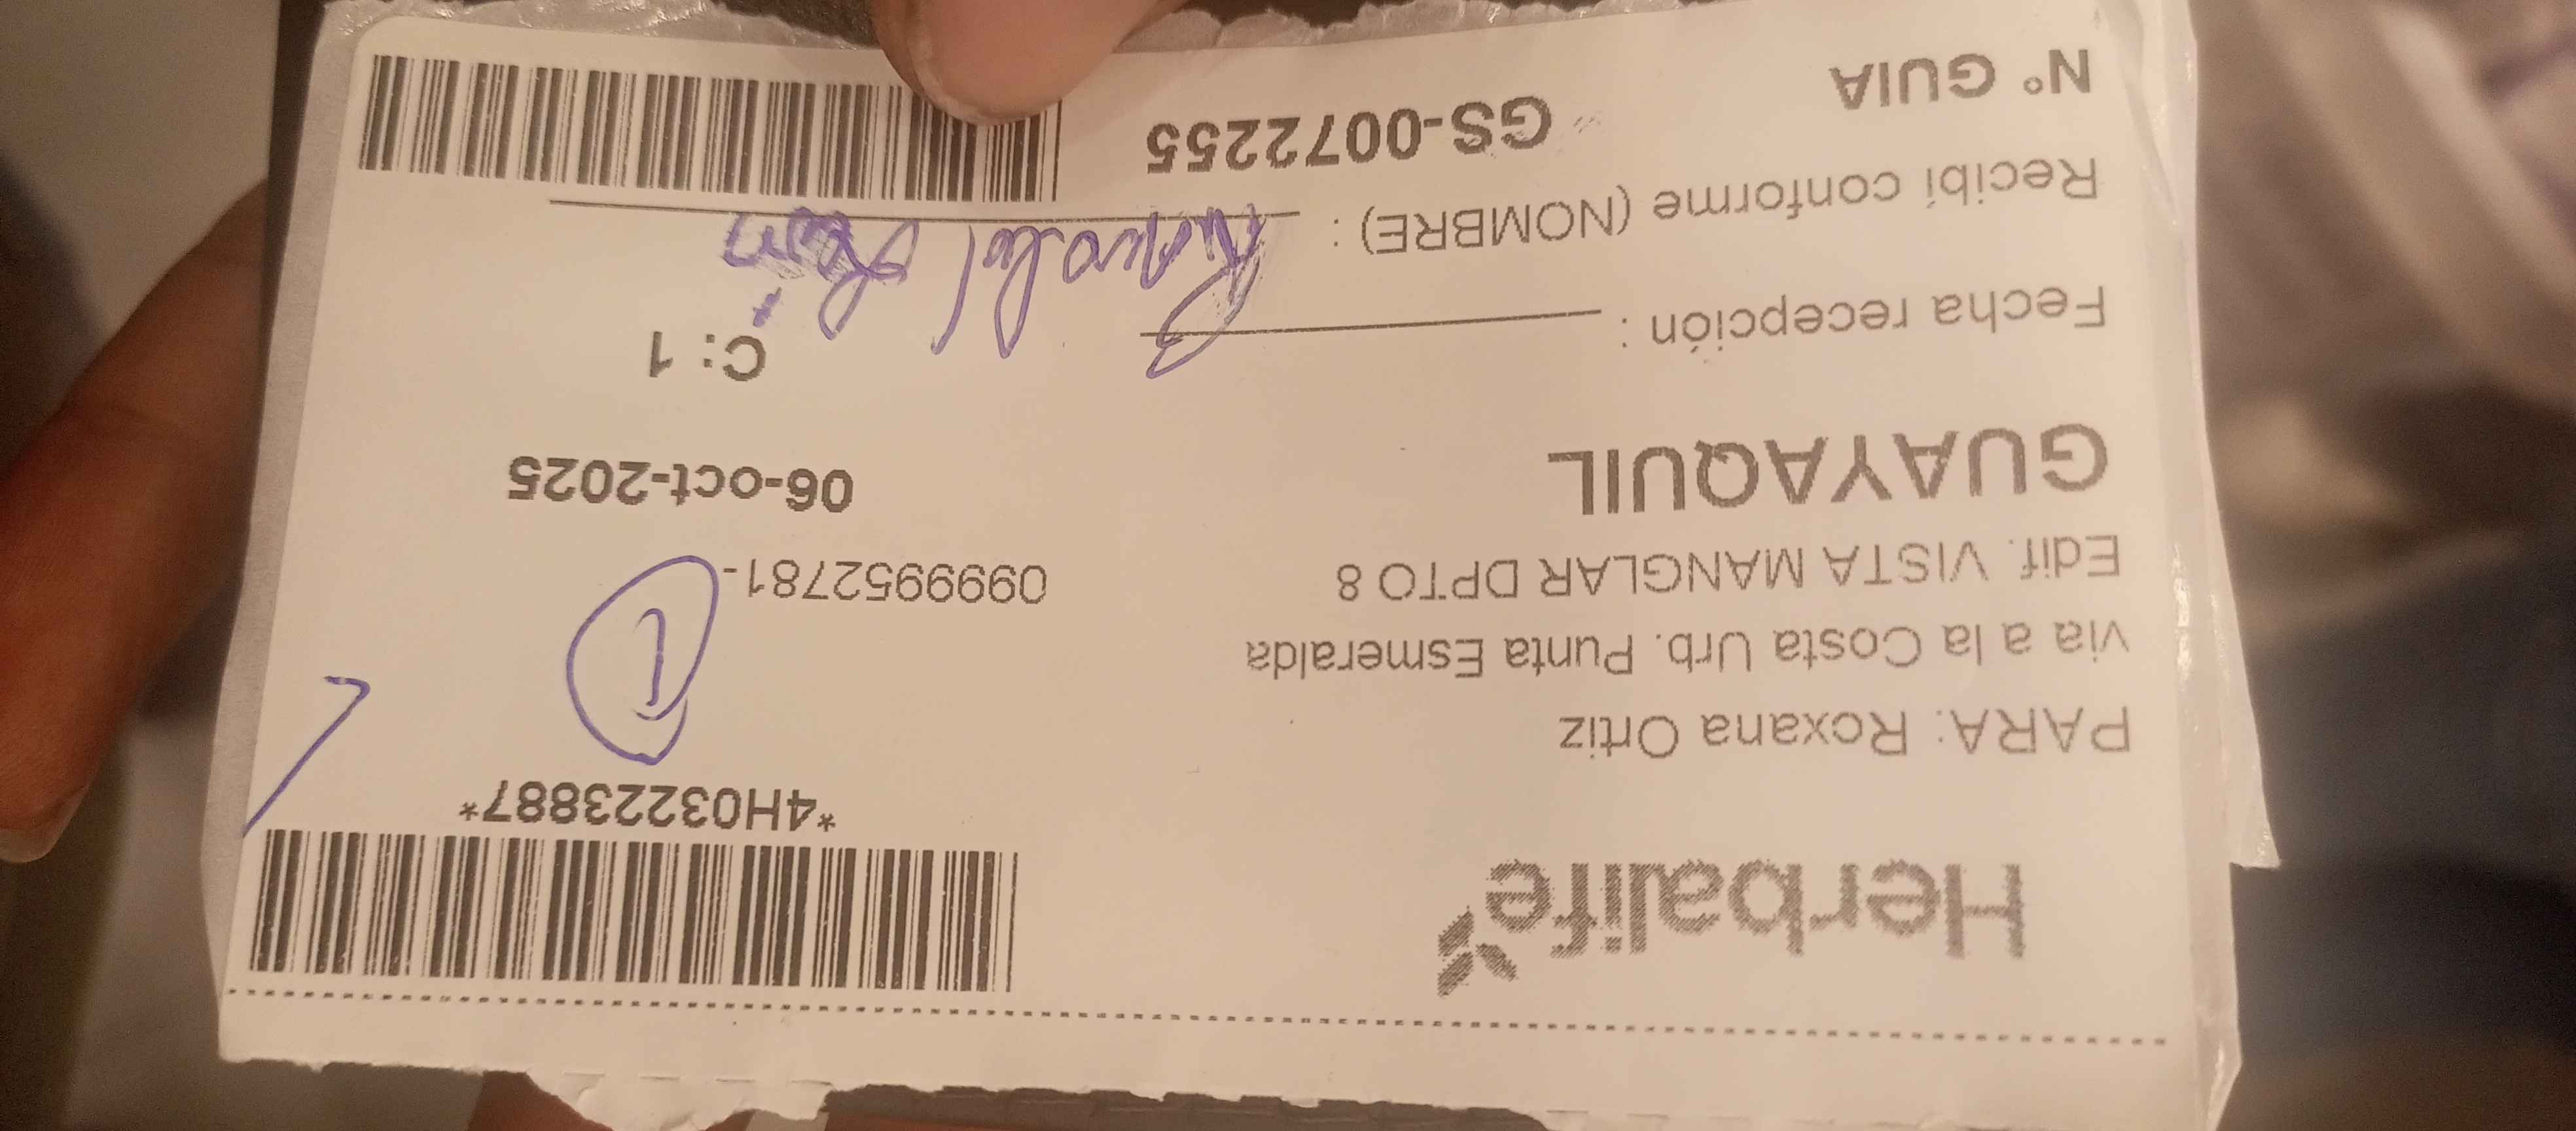 Herbalife
*4H03223887*
PARA: Roxana Ortiz
via a la Costa Urb. Punta Esmeralda
Edif. VISTA MANGLAR DPTO 8
0999952781-
1
GUAYAQUIL
06-oct-2025
Fecha recepción :
C: 1
Recibí conforme (NOMBRE) :
N° GUIA
GS-0072255